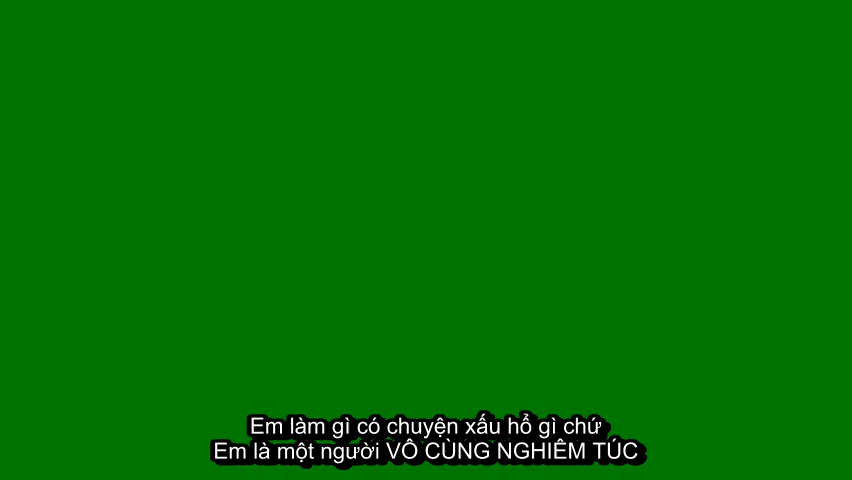 Em làm gì có chuyện xấu hổ gì chứ
Em là một người VÔ CÙNG NGHIÊM TÚC